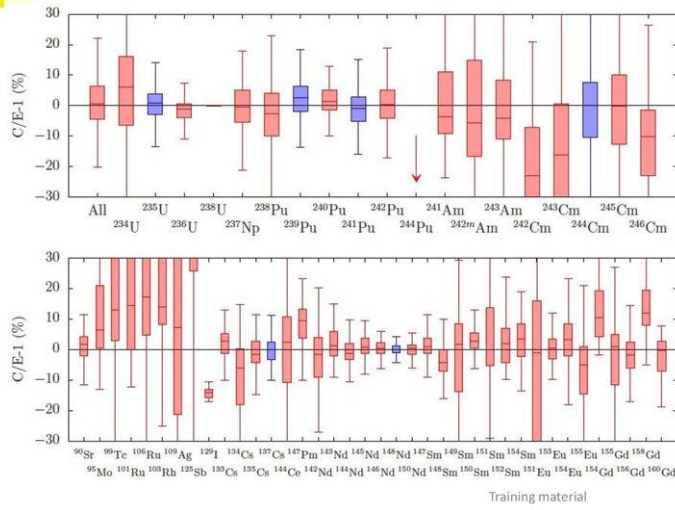 30
20
10
0
−10
−20
−30
C/E-1 (%)
All ²³⁵U ²³⁸U ²³⁸Pu ²⁴⁰Pu ²⁴²Pu ²⁴¹Am ²⁴³Am ²⁴³Cm ²⁴⁵Cm
²³⁴U ²³⁶U ²³⁷Np ²³⁹Pu ²⁴¹Pu ²⁴⁴Pu ²⁴²ᵐAm ²⁴²Cm ²⁴⁴Cm ²⁴⁶Cm
30
20
10
0
−10
−20
−30
C/E-1 (%)
⁹⁰Sr ⁹⁹Tc ¹⁰⁶Ru ¹⁰⁹Ag ¹²⁹I ¹³⁴Cs ¹³⁷Cs ¹⁴⁷Pm ¹⁴³Nd ¹⁴⁵Nd ¹⁴⁸Nd ¹⁴⁷Sm ¹⁴⁹Sm ¹⁵¹Sm ¹⁵⁴Sm ¹⁵³Eu ¹⁵⁵Eu ¹⁵⁵Gd ¹⁵⁸Gd
⁹⁵Mo ¹⁰¹Ru ¹⁰³Rh ¹²⁵Sb ¹³³Cs ¹³⁵Cs ¹⁴⁴Ce ¹⁴²Nd ¹⁴⁴Nd ¹⁴⁶Nd ¹⁵⁰Nd ¹⁴⁸Sm ¹⁵⁰Sm ¹⁵²Sm ¹⁵¹Eu ¹⁵⁴Eu ¹⁵⁴Gd ¹⁵⁶Gd ¹⁶⁰Gd
Training material